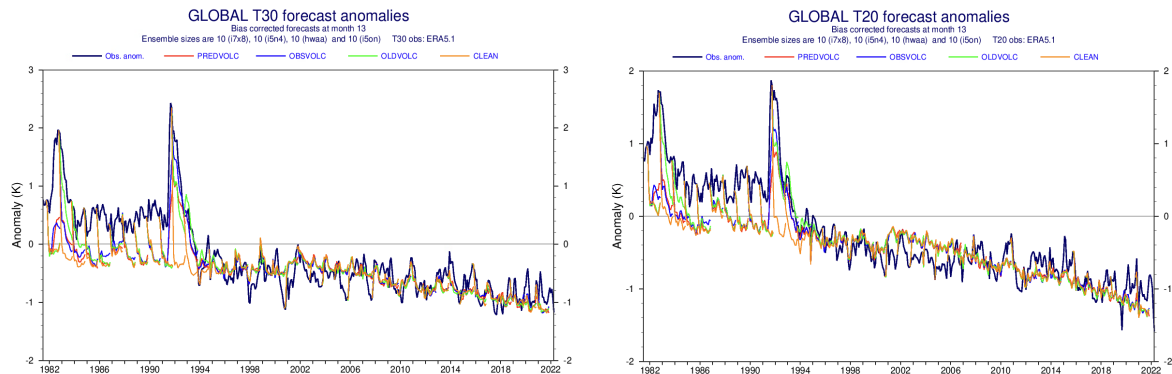 GLOBAL T30 forecast anomalies
Bias corrected forecasts at month 13
Ensemble sizes are 10 (i7x8), 10 (i5n4), 10 (hwaa) and 10 (i5on) T30 obs: ERA5.1
Obs. anom. PREDVOLC OBSVOLC OLDVOLC CLEAN
3 3
2 2
1 1
0 0
-1 -1
-2 -2
Anomaly (K)
1982 1986 1990 1994 1998 2002 2006 2010 2014 2018 2022
GLOBAL T20 forecast anomalies
Bias corrected forecasts at month 13
Ensemble sizes are 10 (i7x8), 10 (i5n4), 10 (hwaa) and 10 (i5on) T20 obs: ERA5.1
Obs. anom. PREDVOLC OBSVOLC OLDVOLC CLEAN
2 2
1 1
0 0
-1 -1
-2 -2
Anomaly (K)
1982 1986 1990 1994 1998 2002 2006 2010 2014 2018 2022